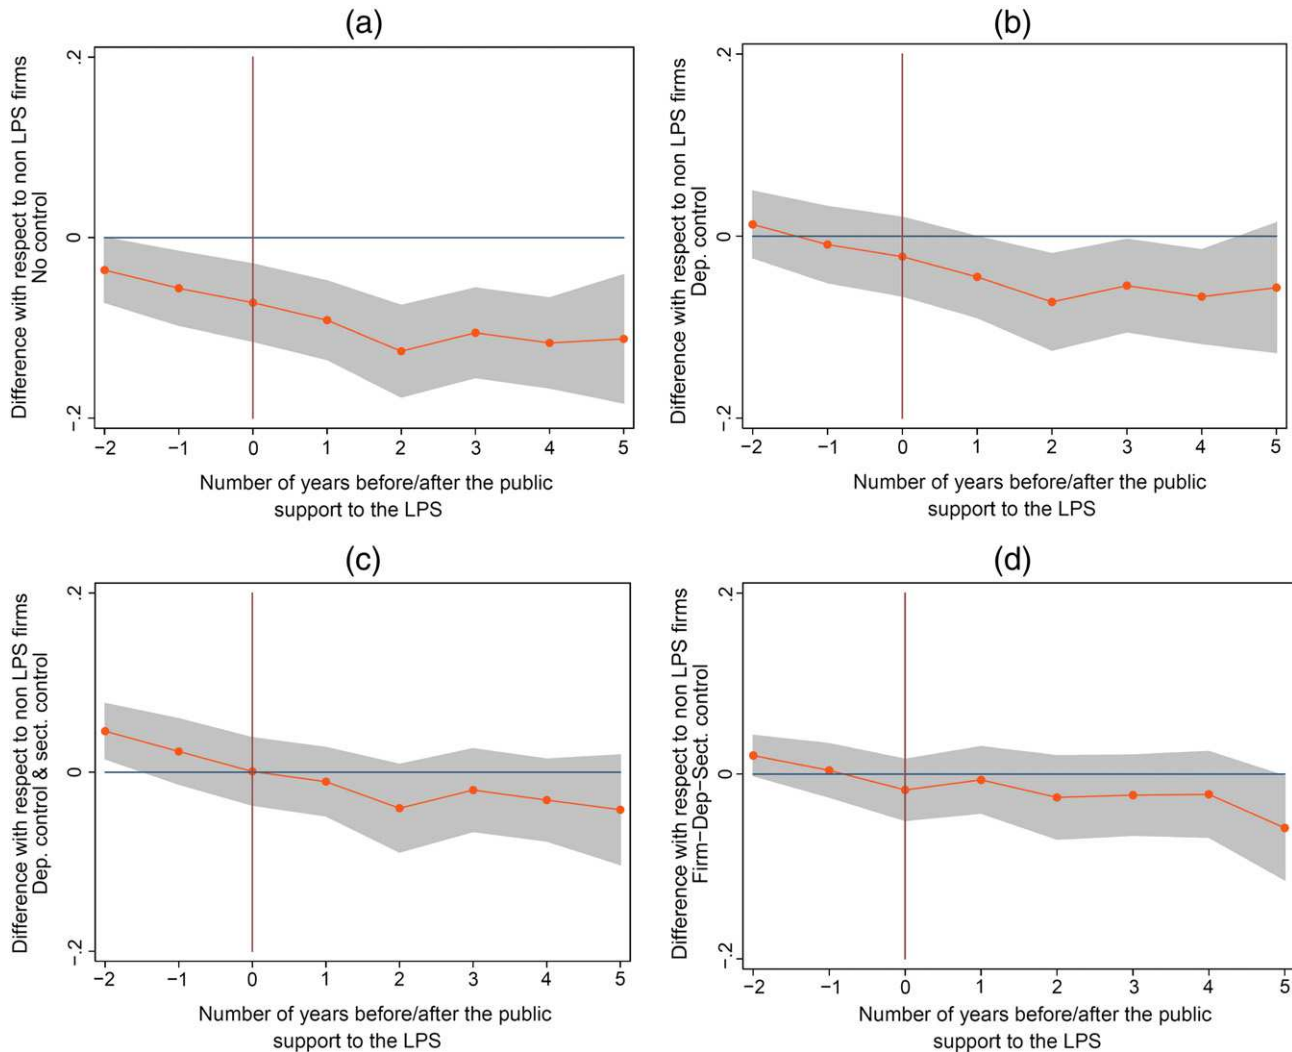 (a)
Difference with respect to non LPS firms
No control
.2
0
-.2
−2 −1 0 1 2 3 4 5
Number of years before/after the public
support to the LPS
(b)
Difference with respect to non LPS firms
Dep. control
.2
0
-.2
−2 −1 0 1 2 3 4 5
Number of years before/after the public
support to the LPS
(c)
Difference with respect to non LPS firms
Dep. control & sect. control
.2
0
-.2
−2 −1 0 1 2 3 4 5
Number of years before/after the public
support to the LPS
(d)
Difference with respect to non LPS firms
Firm−Dep−Sect. control
.2
0
-.2
−2 −1 0 1 2 3 4 5
Number of years before/after the public
support to the LPS